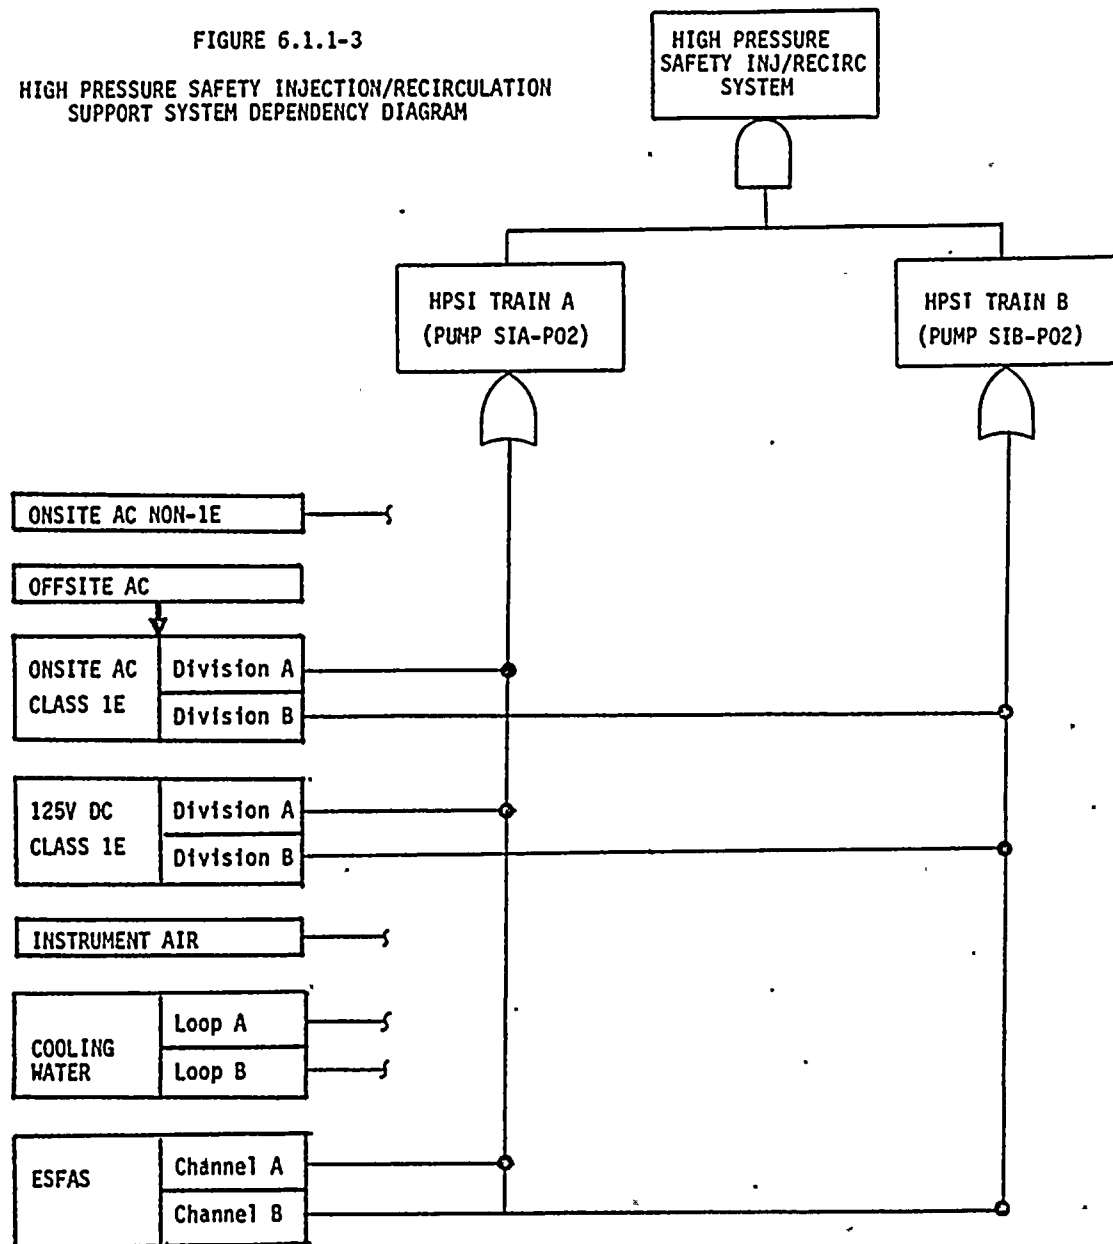 FIGURE 6.1.1-3
HIGH PRESSURE SAFETY INJECTION/RECIRCULATION
SUPPORT SYSTEM DEPENDENCY DIAGRAM
HIGH PRESSURE
SAFETY INJ/RECIRC
SYSTEM
HPSI TRAIN A
(PUMP SIA-P02)
HPSI TRAIN B
(PUMP SIB-P02)
ONSITE AC NON-1E
OFFSITE AC
ONSITE AC
CLASS 1E
Division A
Division B
125V DC
CLASS 1E
Division A
Division B
INSTRUMENT AIR
COOLING
WATER
Loop A
Loop B
ESFAS
Channel A
Channel B